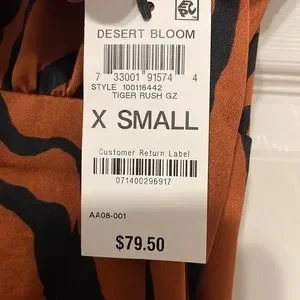 DESERT BLOOM
7 33001 91574 4
STYLE 100116442
TIGER RUSH GZ
X SMALL
Customer Return Label
071400296917
AA08-001
$79.50